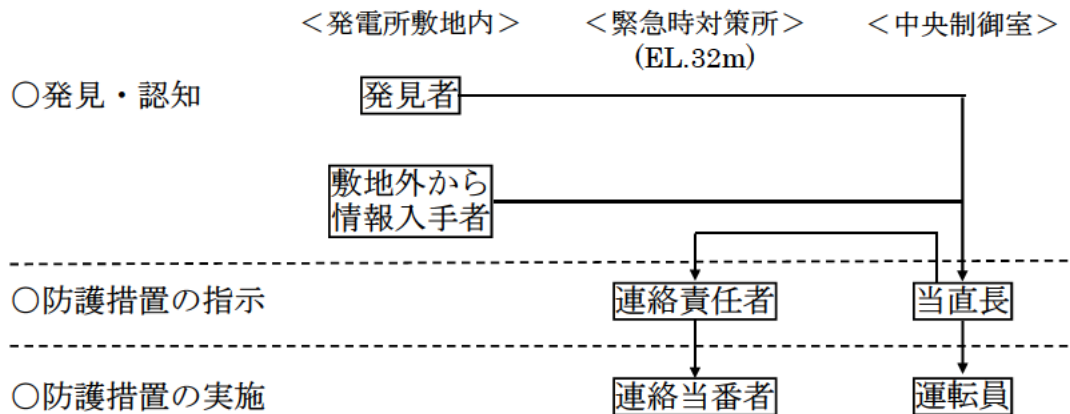 ＜発電所敷地内＞ ＜緊急時対策所＞ ＜中央制御室＞
(EL.32m)
○発見・認知 発見者
敷地外から
情報入手者
○防護措置の指示 連絡責任者 当直長
○防護措置の実施 連絡当番者 運転員